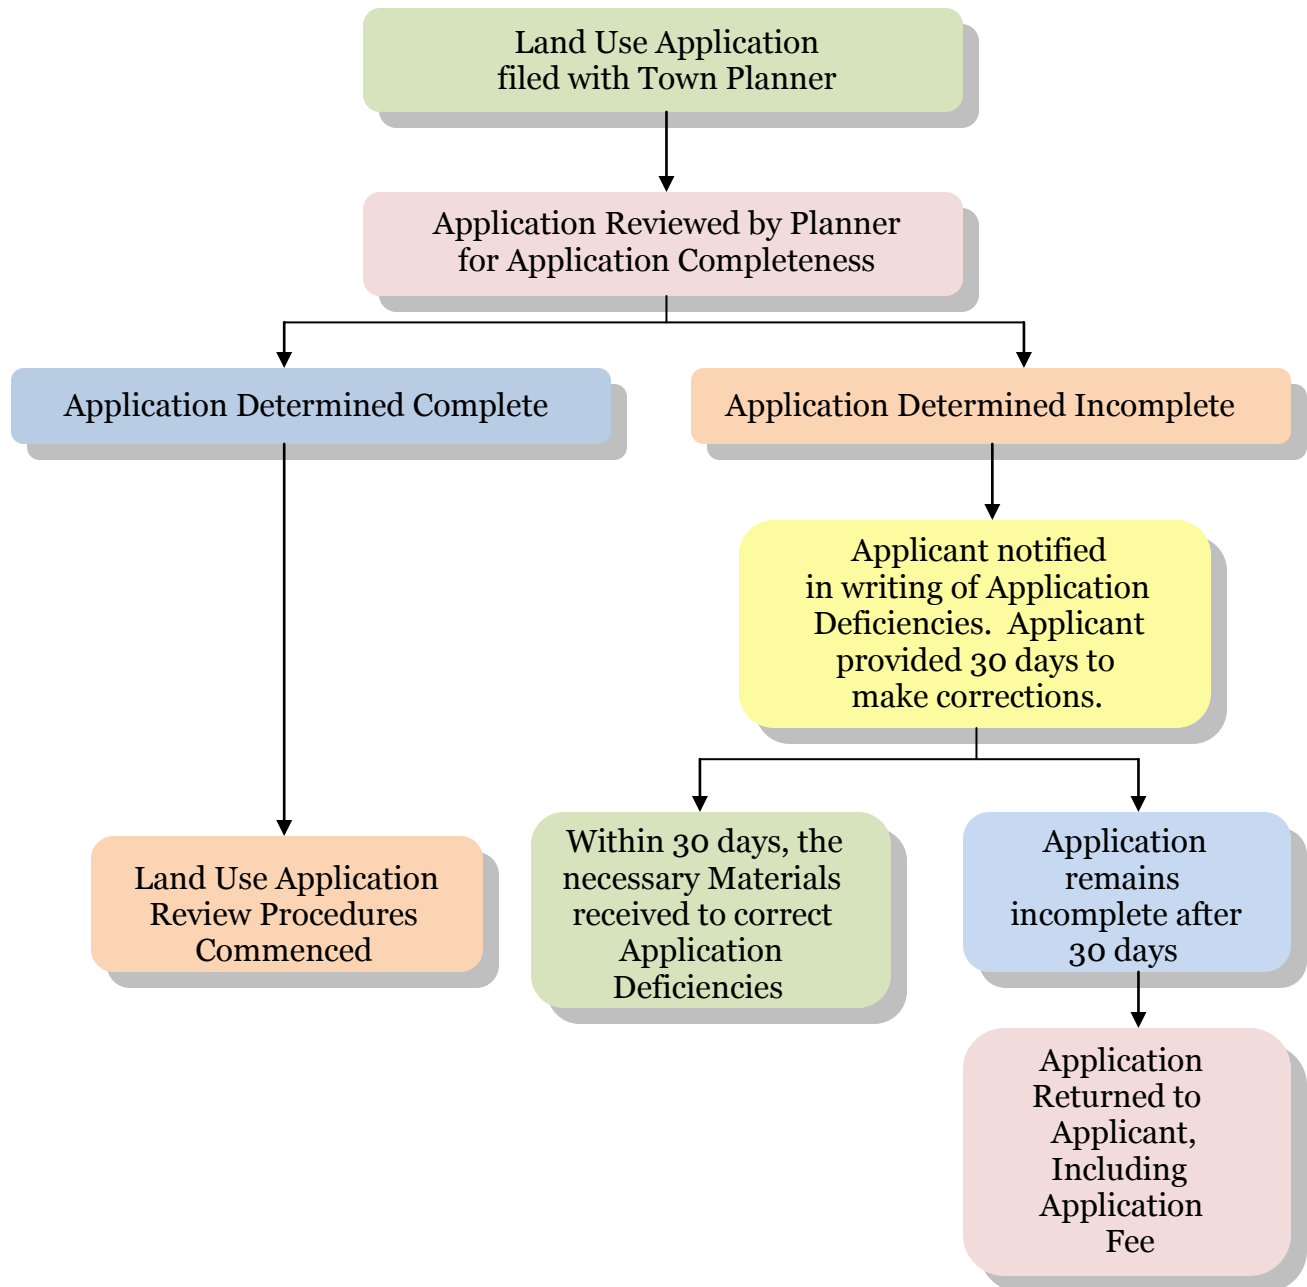 Land Use Application
filed with Town Planner
Application Reviewed by Planner
for Application Completeness
Application Determined Complete
Application Determined Incomplete
Applicant notified
in writing of Application
Deficiencies.  Applicant
provided 30 days to
make corrections.
Land Use Application
Review Procedures
Commenced
Within 30 days, the
necessary Materials
received to correct
Application
Deficiencies
Application
remains
incomplete after
30 days
Application
Returned to
Applicant,
Including
Application
Fee